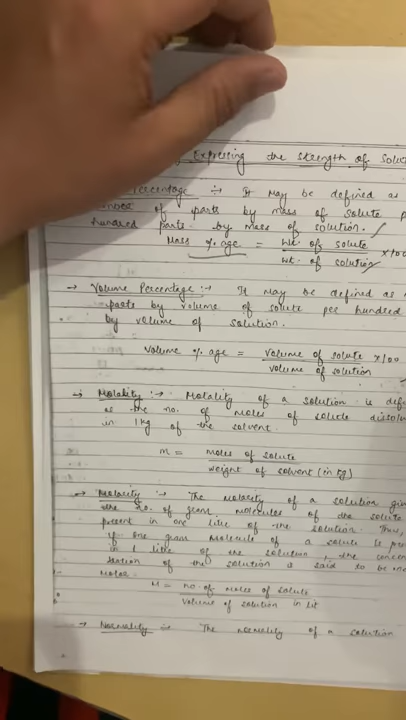 Expressing the strength of Solut
Percentage :- It may be defined as
of parts by mass of solute p
hundred parts by mass of solution.
Mass % age = wt. of solute
wt. of solution x100
→ Volume Percentage :- It may be defined as
parts by volume of solute per hundred
by volume of solution.
Volume % age = volume of solute x100
volume of solution
→ Molality :→ Molality of a solution is defi
as the no. of moles of solute dissol
in 1kg of the solvent.
m = moles of solute
weight of solvent (in kg)
→ Molarity :- The molarity of a solution giv
the no. of gram molecules of the solute
present in one litre of the solution. Thus,
if one gram molecule of a solute is pre
in 1 litre of the solution, the concen
tration of the solution is said to be
molar.
M = no. of moles of solute
volume of solution in lit
→ Normality :- The normality of a solution